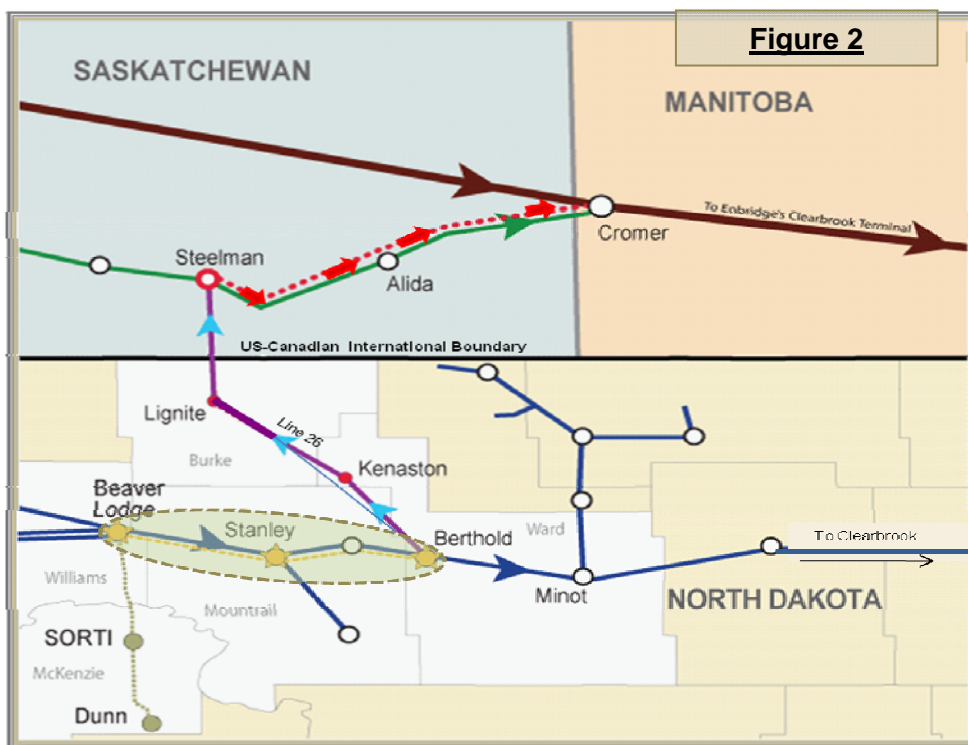 Figure 2
SASKATCHEWAN
MANITOBA
To Enbridge's Clearbrook Terminal
Cromer
Steelman
Alida
US-Canadian International Boundary
Lignite
Line 26
Burke
Kenaston
Beaver
Lodge
Stanley
Ward
Berthold
To Clearbrook
Williams
Minot
NORTH DAKOTA
Mountrail
SORTI
McKenzie
Dunn